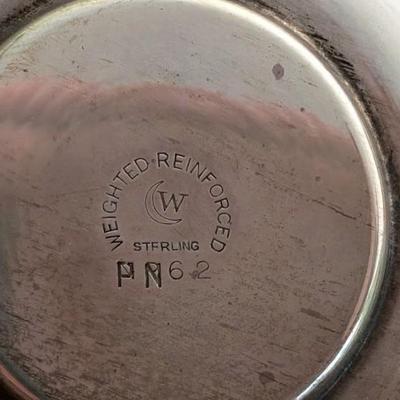 WEIGHTED·REINFORCED
W
STERLING
PN62